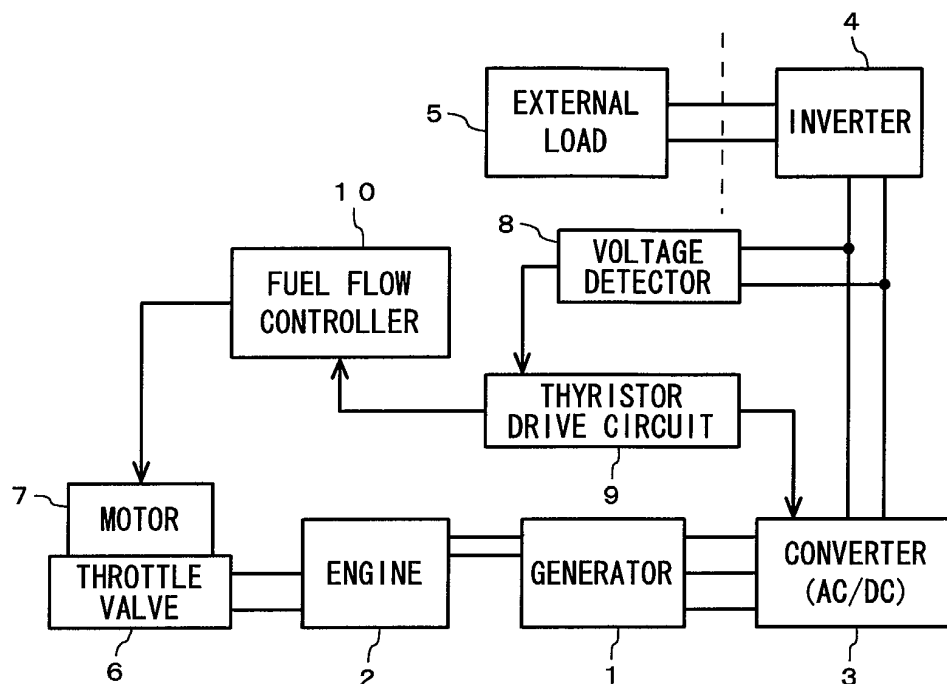 4
5
EXTERNAL
LOAD
INVERTER
10
8
VOLTAGE
DETECTOR
FUEL FLOW
CONTROLLER
THYRISTOR
DRIVE CIRCUIT
9
7
MOTOR
THROTTLE
VALVE
ENGINE
GENERATOR
CONVERTER
(AC/DC)
6
2
1
3